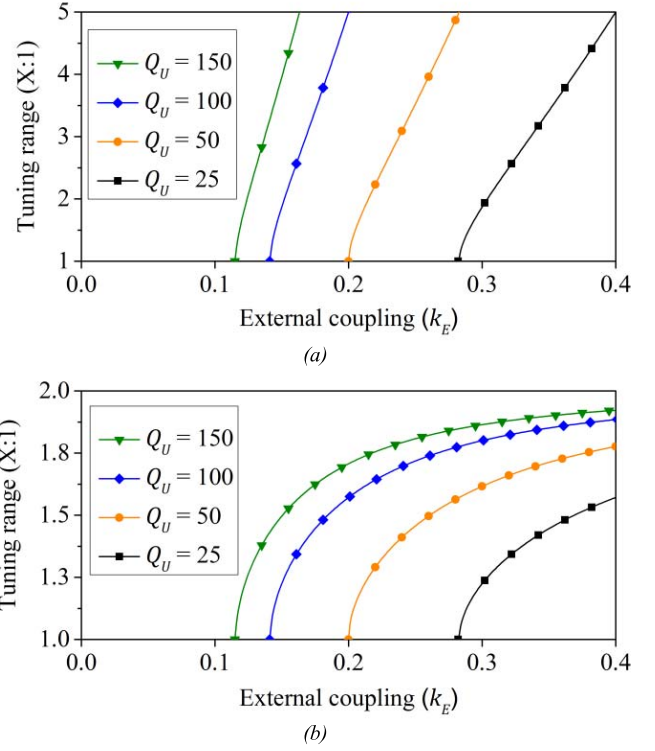 5
4
3
2
1
Tuning range (X:1)
Q_U = 150
Q_U = 100
Q_U = 50
Q_U = 25
0.0 0.1 0.2 0.3 0.4
External coupling (k_E)
(a)
2.0
1.8
1.5
1.3
1.0
Tuning range (X:1)
Q_U = 150
Q_U = 100
Q_U = 50
Q_U = 25
0.0 0.1 0.2 0.3 0.4
External coupling (k_E)
(b)